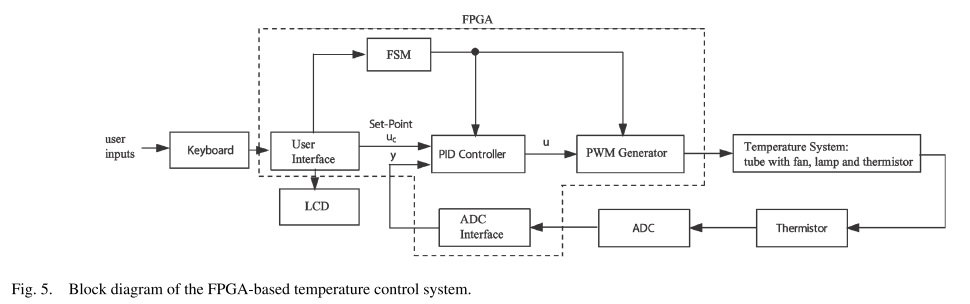 FPGA
FSM
user
inputs
Keyboard
User
Interface
Set-Point
uc
y
PID Controller
u
PWM Generator
Temperature System:
tube with fan, lamp and thermistor
LCD
ADC
Interface
ADC
Thermistor
Fig. 5. Block diagram of the FPGA-based temperature control system.